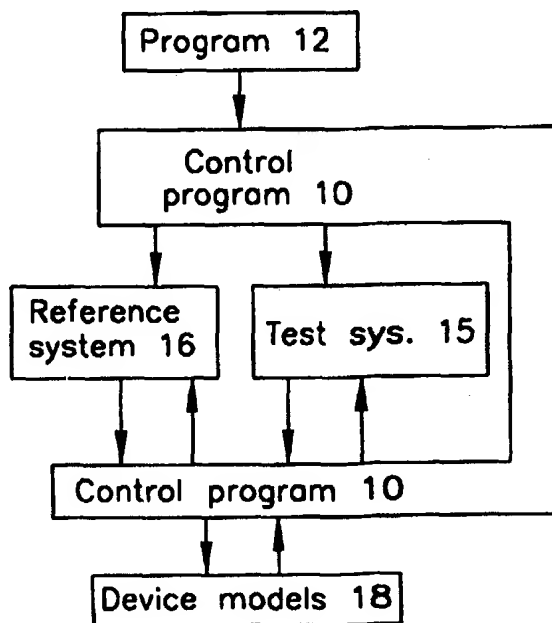 Program 12
Control
program 10
Reference
system 16
Test sys. 15
Control program 10
Device models 18